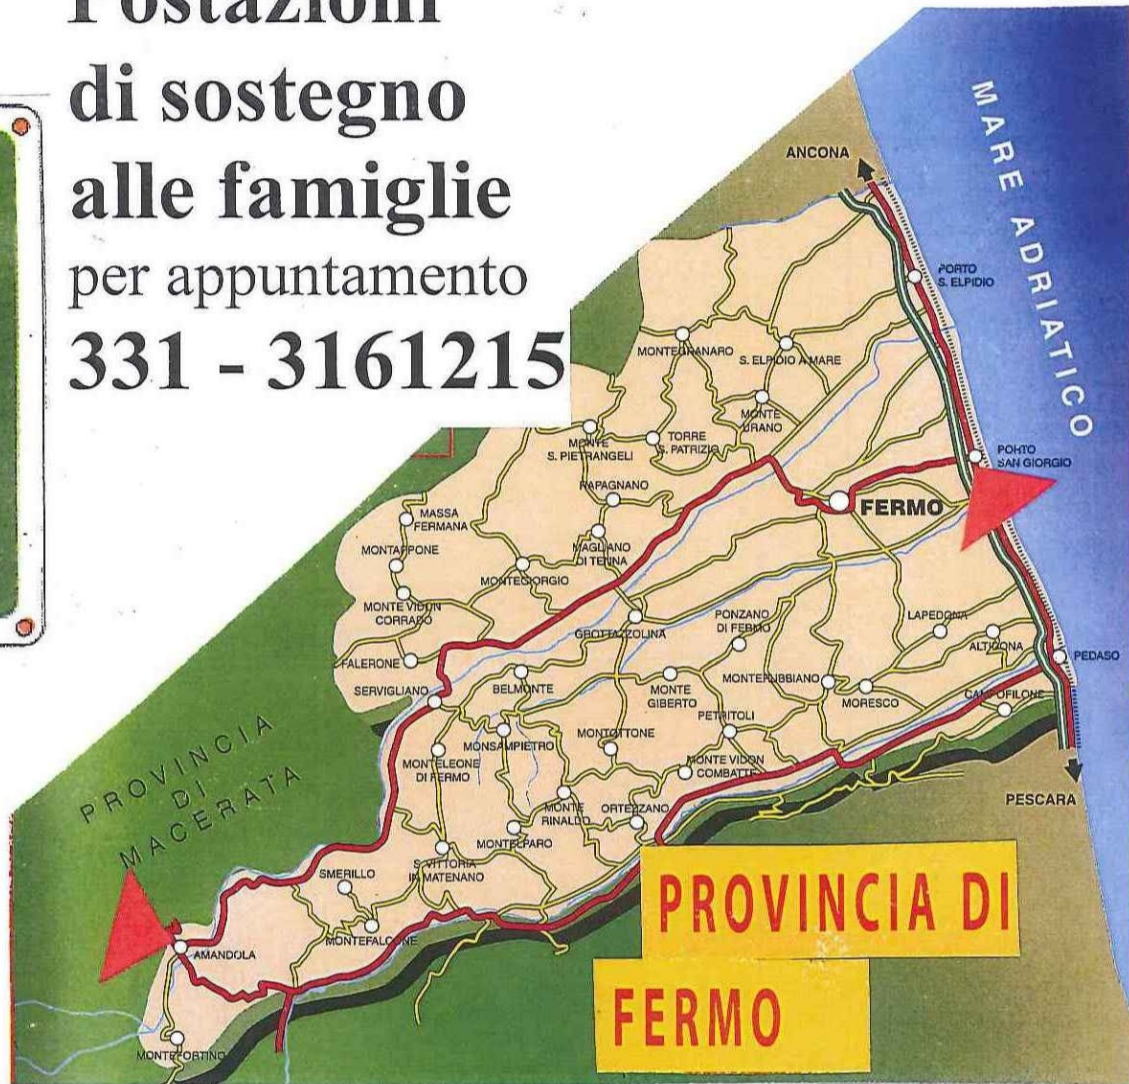 Postazioni
di sostegno
alle famiglie
per appuntamento
331 - 3161215
ANCONA
MARE ADRIATICO
PORTO
S. ELPIDIO
MONTEGRANARO
S. ELPIDIO A MARE
MONTE
URANO
MONTE
S. PIETRANGELI
TORRE
S. PATRIZIO
PORTO
SAN GIORGIO
RAPAGNANO
FERMO
MASSA
FERMANA
MAGLIANO
DI TENNA
MONTAPPONE
MONTEGIORGIO
MONTE VIDON
CORRADO
GROTTAZZOLINA
PONZANO
DI FERMO
LAPEDONA
ALTIDONA
PEDASO
FALERONE
SERVIGLIANO
BELMONTE
MONTE
GIBERTO
MONTERUBBIANO
MORESCO
CAMPOFILONE
PETRITOLI
MONTOTTONE
MONSAMPIETRO
MONTELEONE
DI FERMO
MONTE VIDON
COMBATTE
PROVINCIA
DI
MACERATA
PESCARA
MONTE
RINALDO
ORTEZZANO
MONTELPARO
S. VITTORIA
IN MATENANO
SMERILLO
MONTEFALCONE
AMANDOLA
MONTEFORTINO
PROVINCIA DI
FERMO